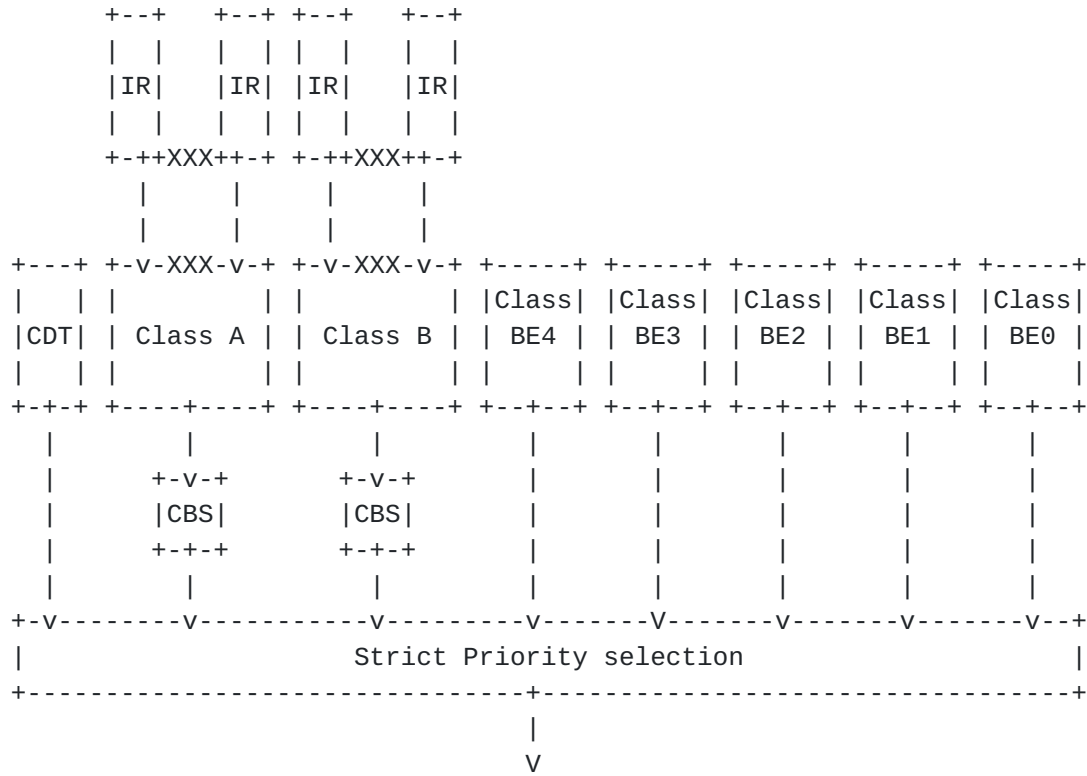 IR IR IR IR
XXX XXX
XXX XXX
Class Class Class Class Class
CDT Class A Class B BE4 BE3 BE2 BE1 BE0
CBS CBS
Strict Priority selection